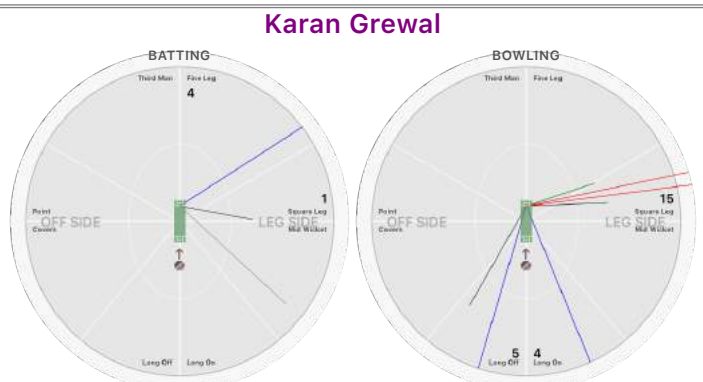 Karan Grewal
BATTING
Third Man Fine Leg
4
1
Point
Square Leg
OFF SIDE
LEG SIDE
Covers
Mid Wicket
Long Off Long On
BOWLING
Third Man Fine Leg
15
Point
Square Leg
OFF SIDE
LEG SIDE
Covers
Mid Wicket
5 4
Long Off Long On